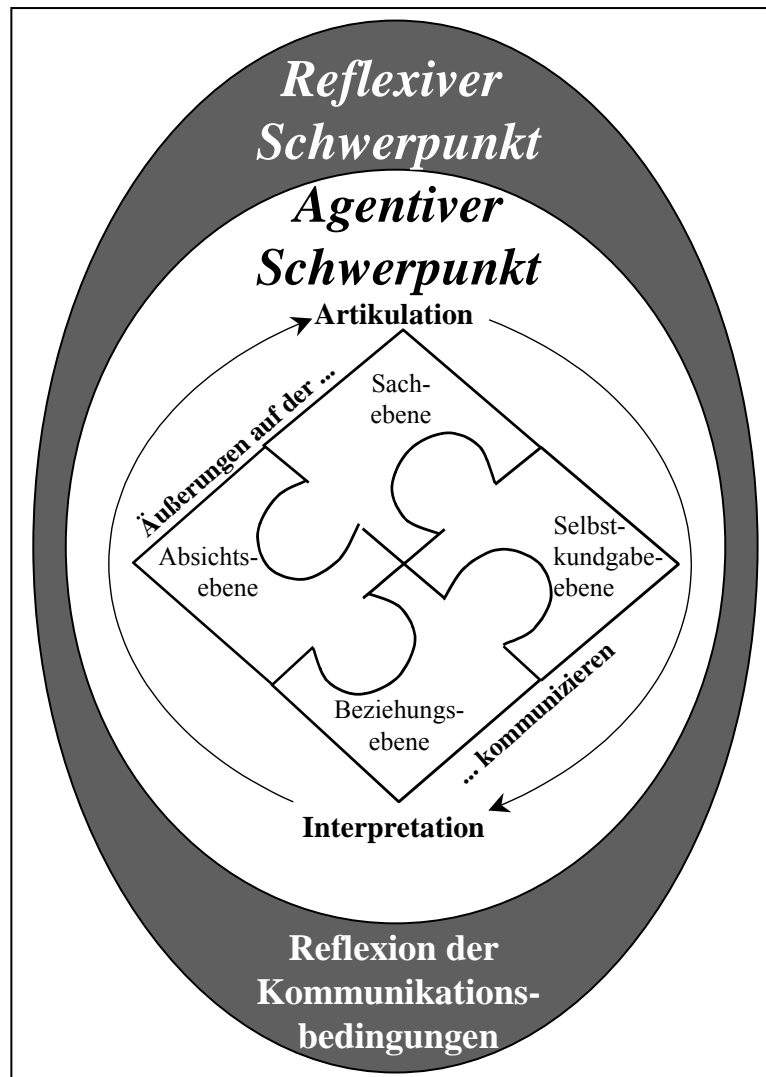 Reflexiver
Schwerpunkt
Agentiver
Schwerpunkt
Artikulation
Äußerungen auf der ...
Sach-
ebene
Absichts-
ebene
Selbst-
kundgabe-
ebene
Beziehungs-
ebene
... kommunizieren
Interpretation
Reflexion der
Kommunikations-
bedingungen